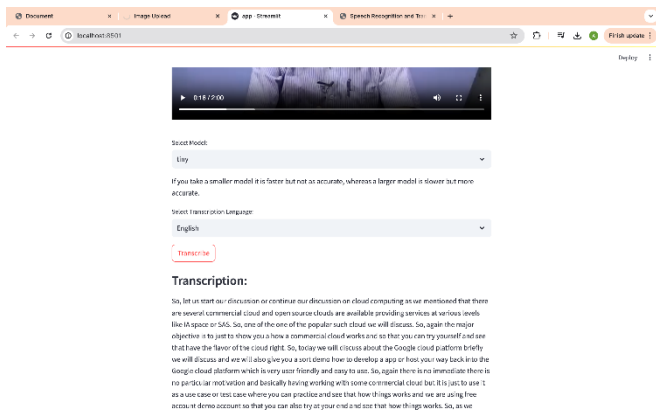 Document
Image Upload
app · Streamlit
Speech Recognition and Tra
localhost:8501
Finish update
Deploy
0:18 / 2:00
Select Model:
tiny
If you take a smaller model it is faster but not as accurate, whereas a larger model is slower but more
accurate.
Select Transcription Language:
English
Transcribe
Transcription:
So, let us start our discussion or continue our discussion on cloud computing as we mentioned that there
are several commercial cloud and open source clouds are available providing services at various levels
like IA space or SAS. So, one of the one of the popular such cloud we will discuss. So, again the major
objective is to just to show you a how a commercial cloud works and so that you can try yourself and see
that have the flavor of the cloud right. So, today we will discuss about the Google cloud platform briefly
we will discuss and we will also give you a sort demo how to develop a app or host your way back into the
Google cloud platform which is very user friendly and easy to use. So, again there is no immediate there is
no particular motivation and basically having working with some commercial cloud but it is just to use it
as a use case or test case where you can practice and see that how things works and we are using free
account demo account so that you can also try at your end and see that how things works. So, as we